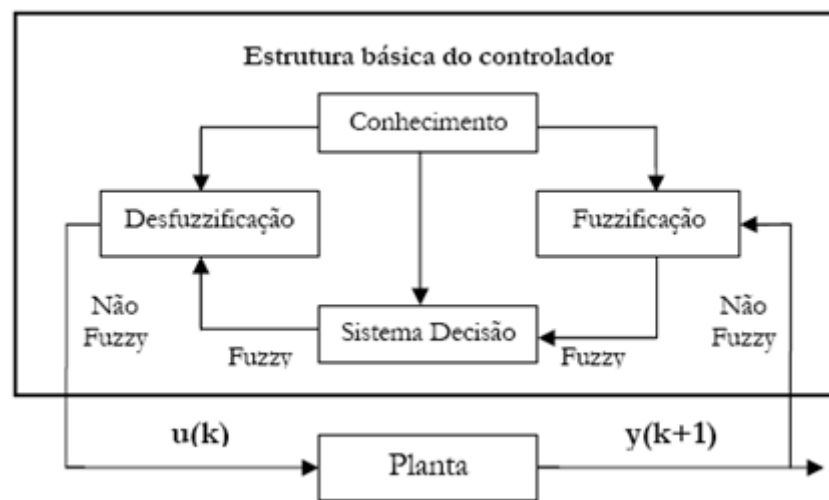 Estrutura básica do controlador
Conhecimento
Desfuzzificação
Fuzzificação
Não
Fuzzy
Fuzzy
Sistema Decisão
Fuzzy
Não
Fuzzy
u(k)
Planta
y(k+1)